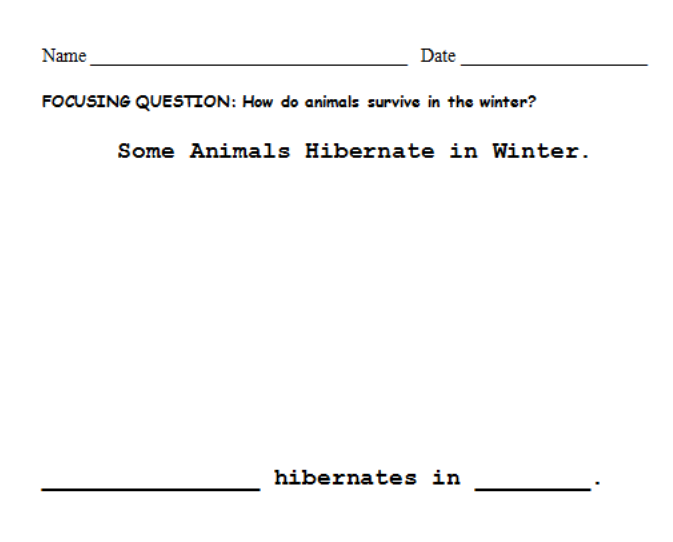 Name ______________________________ Date __________________
FOCUSING QUESTION: How do animals survive in the winter?
Some Animals Hibernate in Winter.
_______________ hibernates in ________.